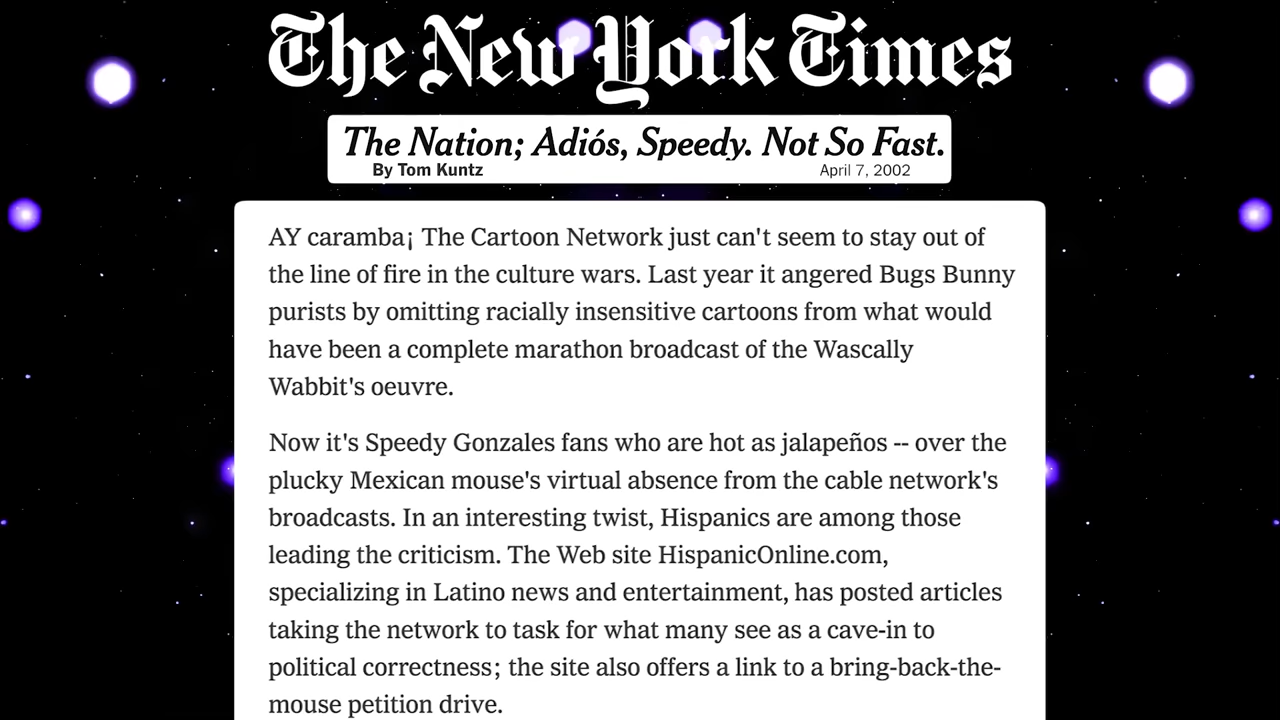 The New York Times
The Nation; Adiós, Speedy. Not So Fast.
By Tom Kuntz
April 7, 2002
AY caramba¡ The Cartoon Network just can't seem to stay out of
the line of fire in the culture wars. Last year it angered Bugs Bunny
purists by omitting racially insensitive cartoons from what would
have been a complete marathon broadcast of the Wascally
Wabbit's oeuvre.
Now it's Speedy Gonzales fans who are hot as jalapeños -- over the
plucky Mexican mouse's virtual absence from the cable network's
broadcasts. In an interesting twist, Hispanics are among those
leading the criticism. The Web site HispanicOnline.com,
specializing in Latino news and entertainment, has posted articles
taking the network to task for what many see as a cave-in to
political correctness; the site also offers a link to a bring-back-the-
mouse petition drive.